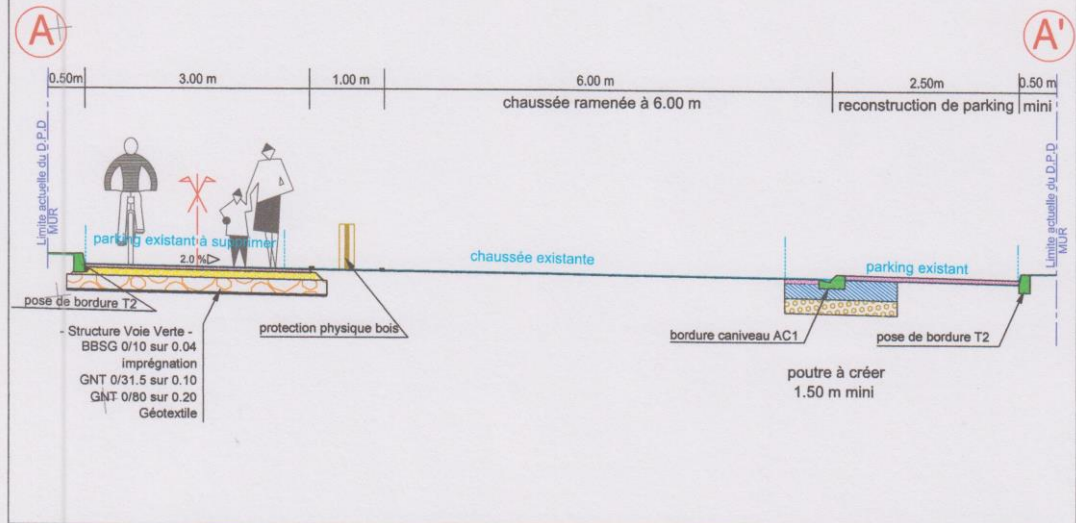 A
A'
0.50m
3.00 m
1.00 m
6.00 m
2.50m
0.50 m
chaussée ramenée à 6.00 m
reconstruction de parking
mini
Limite actuelle du D.P.D
MUR
Limite actuelle du D.P.D
MUR
parking existant à supprimer
2.0 %
chaussée existante
parking existant
pose de bordure T2
protection physique bois
bordure caniveau AC1
pose de bordure T2
- Structure Voie Verte -
BBSG 0/10 sur 0.04
imprégnation
GNT 0/31.5 sur 0.10
GNT 0/80 sur 0.20
Géotextile
poutre à créer
1.50 m mini